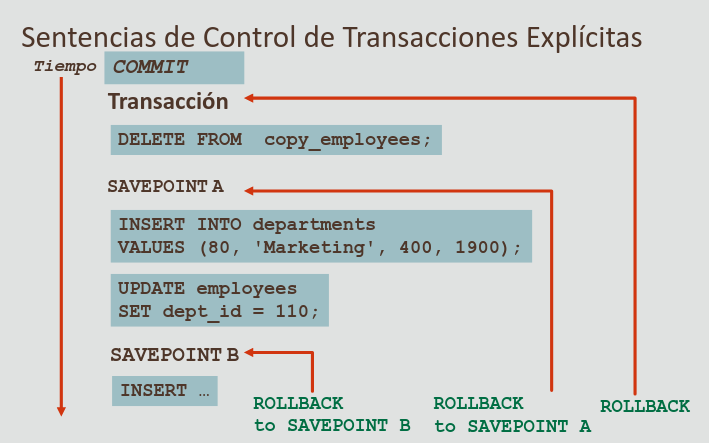 Sentencias de Control de Transacciones Explícitas
Tiempo COMMIT
Transacción
DELETE FROM copy_employees;
SAVEPOINT A
INSERT INTO departments
VALUES (80, 'Marketing', 400, 1900);
UPDATE employees
SET dept_id = 110;
SAVEPOINT B
INSERT …
ROLLBACK
to SAVEPOINT B
ROLLBACK
to SAVEPOINT A
ROLLBACK